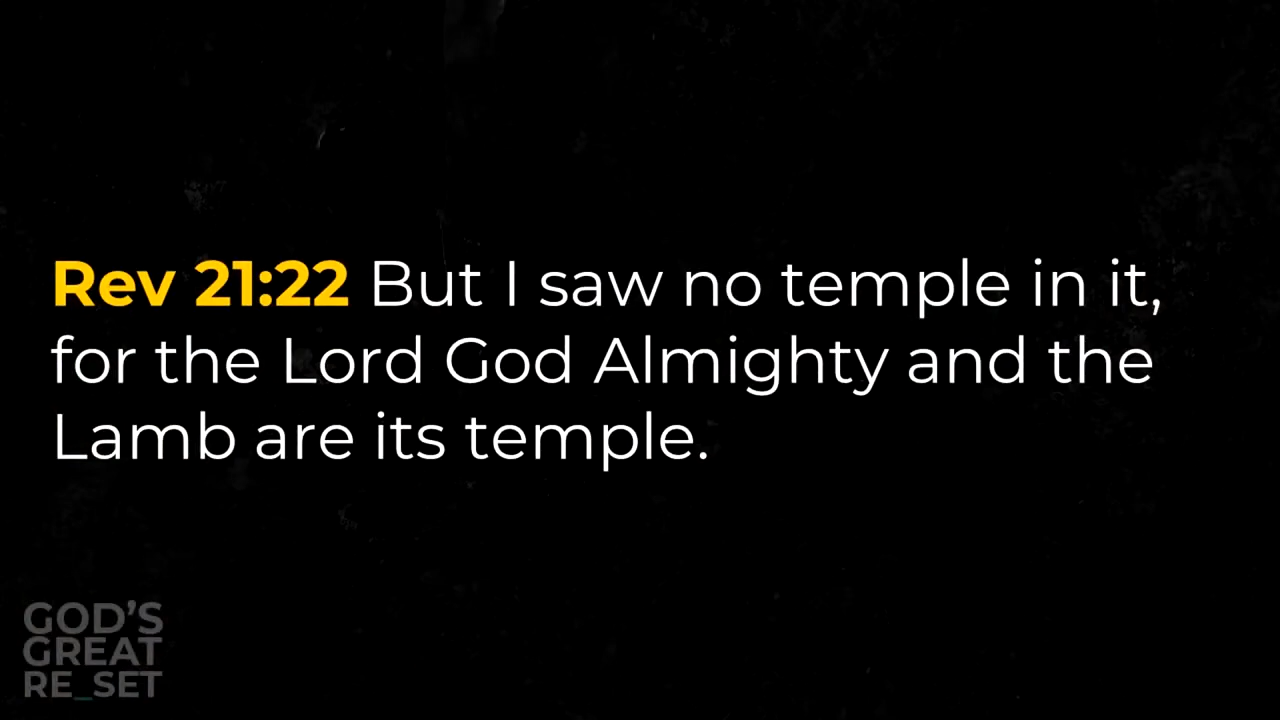 Rev 21:22 But I saw no temple in it,
for the Lord God Almighty and the
Lamb are its temple.
GOD'S
GREAT
RE_SET